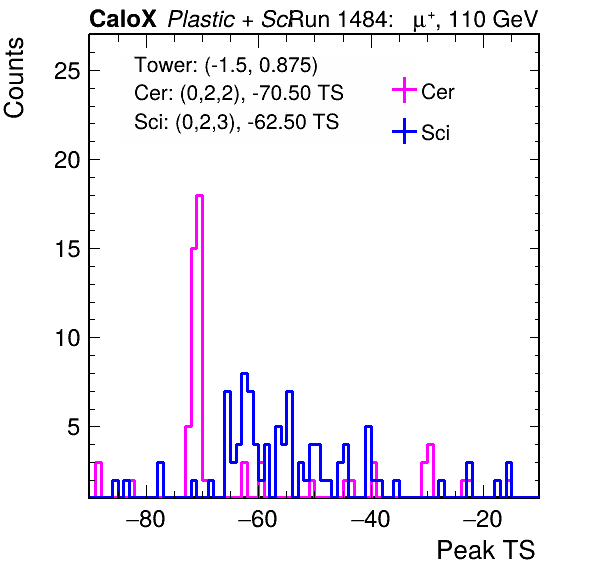 CaloX Plastic + Sci Run 1484: μ⁺, 110 GeV
Counts
Tower: (-1.5, 0.875)
Cer: (0,2,2), -70.50 TS
Sci: (0,2,3), -62.50 TS
Cer
Sci
25
20
15
10
5
−80 −60 −40 −20
Peak TS